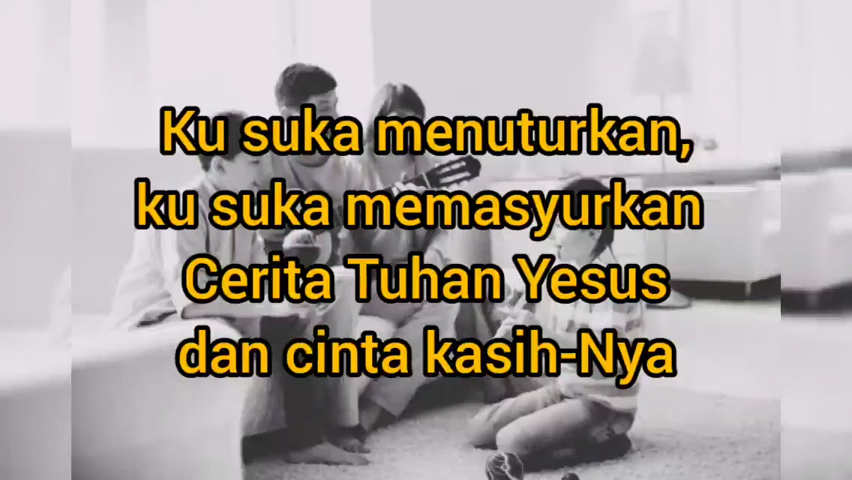 Ku suka menuturkan,
ku suka memasyurkan
Cerita Tuhan Yesus
dan cinta kasih-Nya